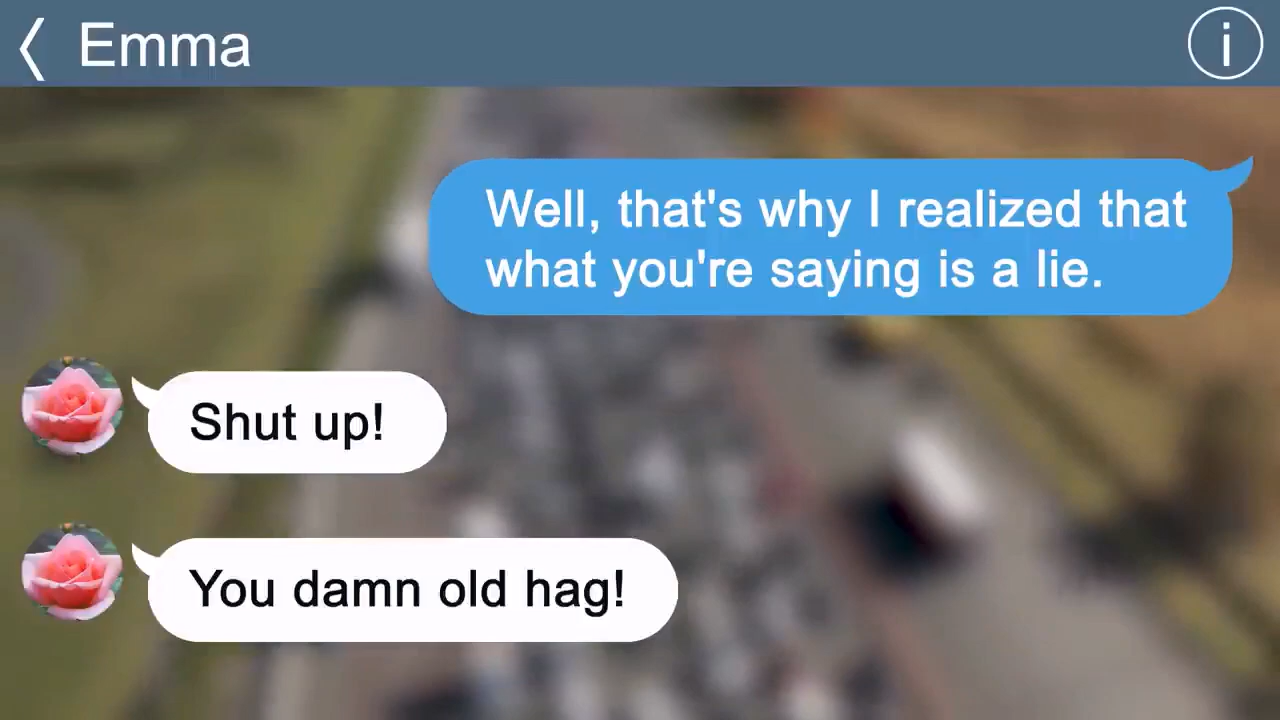 Emma
Well, that's why I realized that
what you're saying is a lie.
Shut up!
You damn old hag!